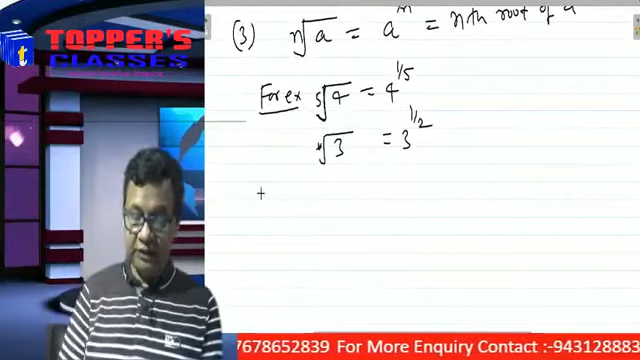 TOPPER'S
CLASSES
t
(3) ⁿ√a = a^1/n = nth root of a
For ex ⁵√4 = 4^1/5
√3 = 3^1/2
7678652839 For More Enquiry Contact :-943128883